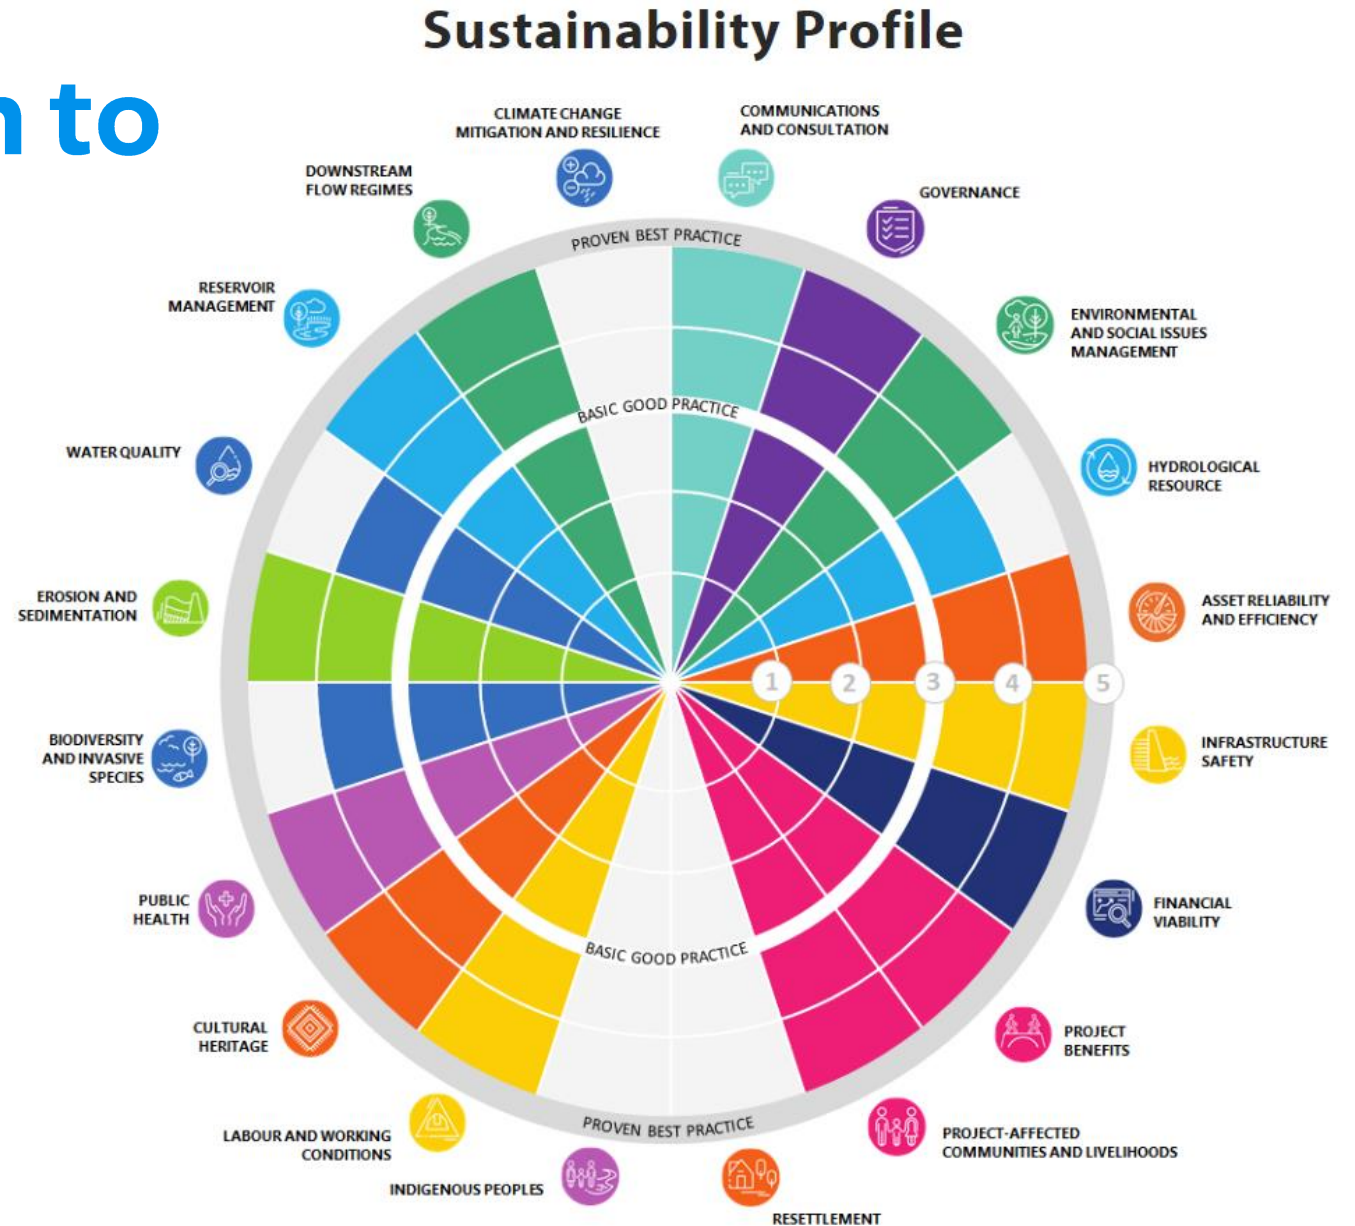 Sustainability Profile
n to
CLIMATE CHANGE
MITIGATION AND RESILIENCE
COMMUNICATIONS
AND CONSULTATION
DOWNSTREAM
FLOW REGIMES
GOVERNANCE
PROVEN BEST PRACTICE
RESERVOIR
MANAGEMENT
ENVIRONMENTAL
AND SOCIAL ISSUES
MANAGEMENT
BASIC GOOD PRACTICE
WATER QUALITY
HYDROLOGICAL
RESOURCE
EROSION AND
SEDIMENTATION
ASSET RELIABILITY
AND EFFICIENCY
1 2 3 4 5
BIODIVERSITY
AND INVASIVE
SPECIES
INFRASTRUCTURE
SAFETY
PUBLIC
HEALTH
FINANCIAL
VIABILITY
BASIC GOOD PRACTICE
CULTURAL
HERITAGE
PROJECT
BENEFITS
PROVEN BEST PRACTICE
LABOUR AND WORKING
CONDITIONS
PROJECT-AFFECTED
COMMUNITIES AND LIVELIHOODS
INDIGENOUS PEOPLES
RESETTLEMENT